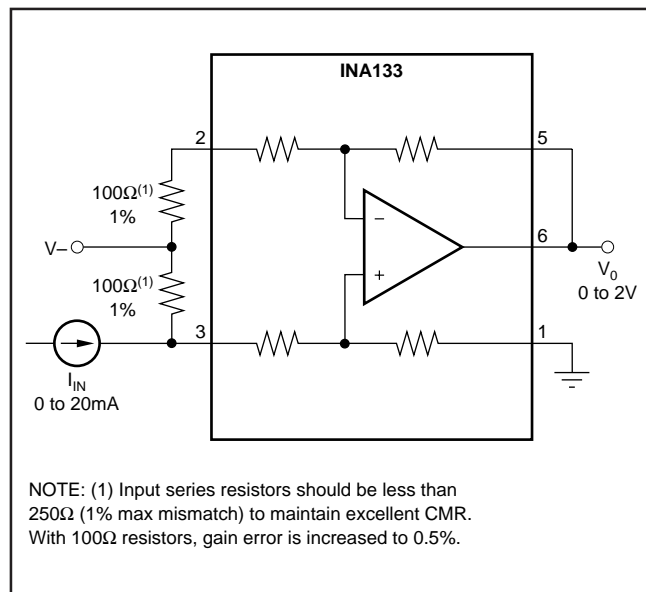 INA133
2
5
100Ω(1)
1%
V–
6
100Ω(1)
1%
V0
0 to 2V
3
1
IIN
0 to 20mA
–
+
NOTE: (1) Input series resistors should be less than
250Ω (1% max mismatch) to maintain excellent CMR.
With 100Ω resistors, gain error is increased to 0.5%.